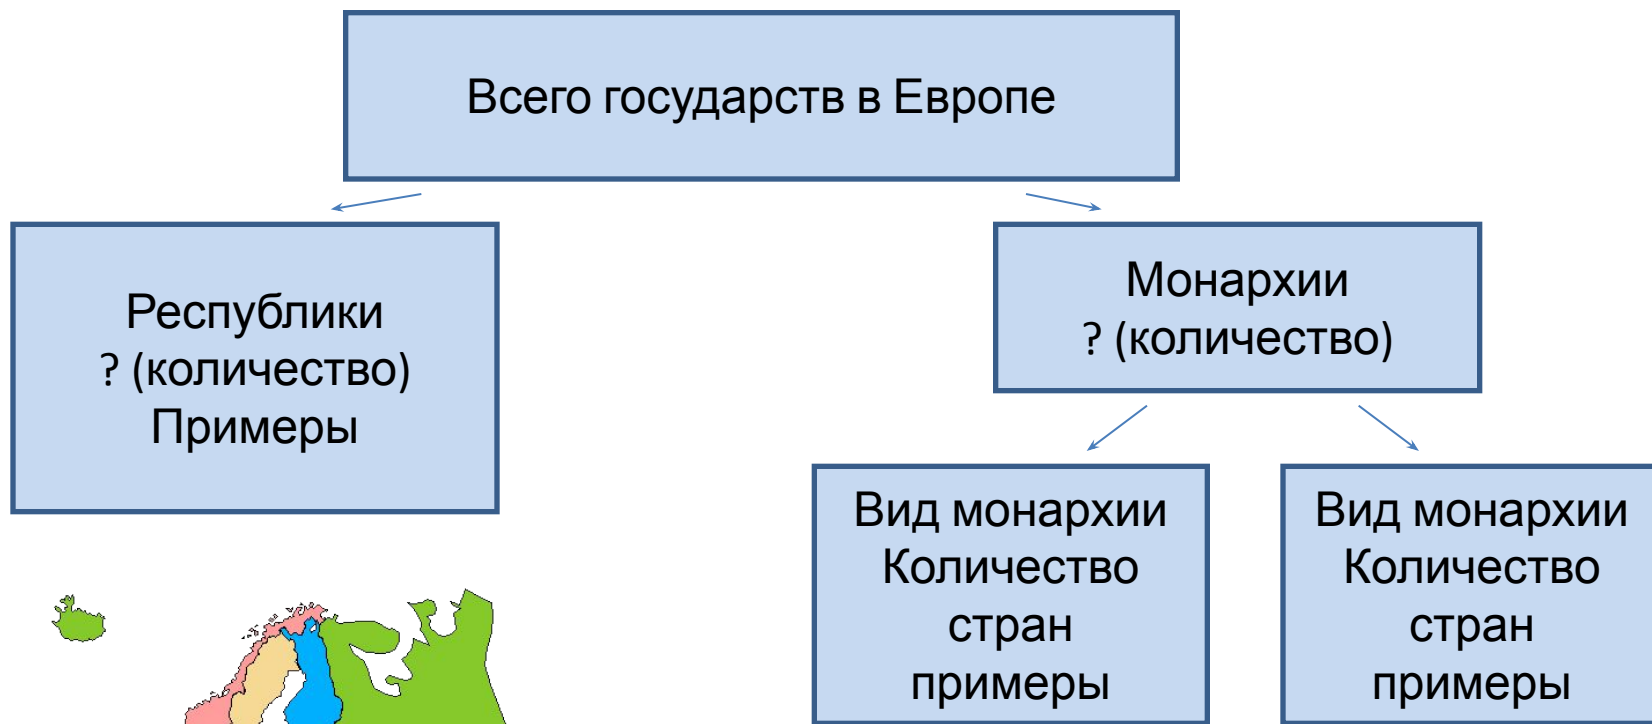 Всего государств в Европе
Республики
? (количество)
Примеры
Монархии
? (количество)
Вид монархии
Количество
стран
примеры
Вид монархии
Количество
стран
примеры